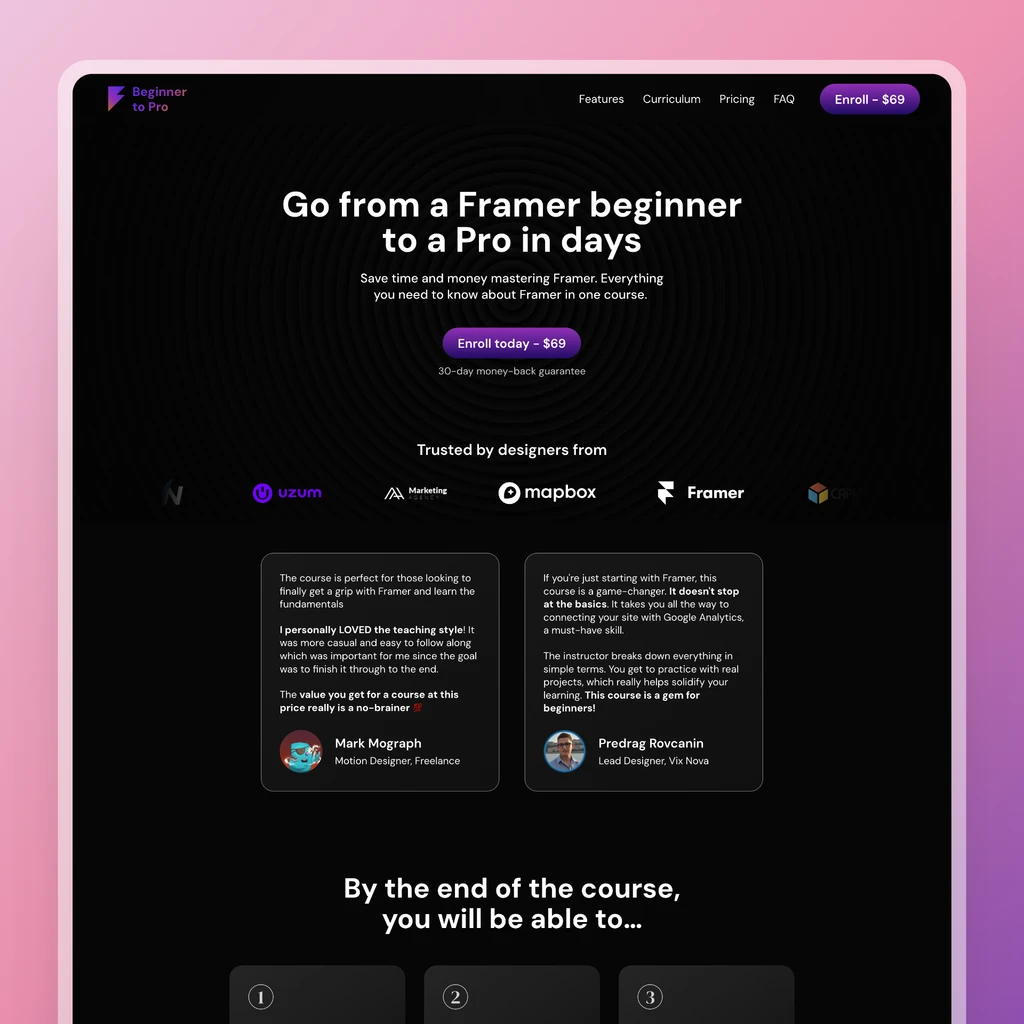 Beginner
to Pro
Features
Curriculum
Pricing
FAQ
Enroll - $69
Go from a Framer beginner
to a Pro in days
Save time and money mastering Framer. Everything
you need to know about Framer in one course.
Enroll today - $69
30-day money-back guarantee
Trusted by designers from
N
uzum
Marketing
AGENCY
mapbox
Framer
The course is perfect for those looking to
finally get a grip with Framer and learn the
fundamentals
I personally LOVED the teaching style! It
was more casual and easy to follow along
which was important for me since the goal
was to finish it through to the end.
The value you get for a course at this
price really is a no-brainer 💯
Mark Mograph
Motion Designer, Freelance
If you're just starting with Framer, this
course is a game-changer. It doesn't stop
at the basics. It takes you all the way to
connecting your site with Google Analytics,
a must-have skill.
The instructor breaks down everything in
simple terms. You get to practice with real
projects, which really helps solidify your
learning. This course is a gem for
beginners!
Predrag Rovcanin
Lead Designer, Vix Nova
By the end of the course,
you will be able to...
1
2
3